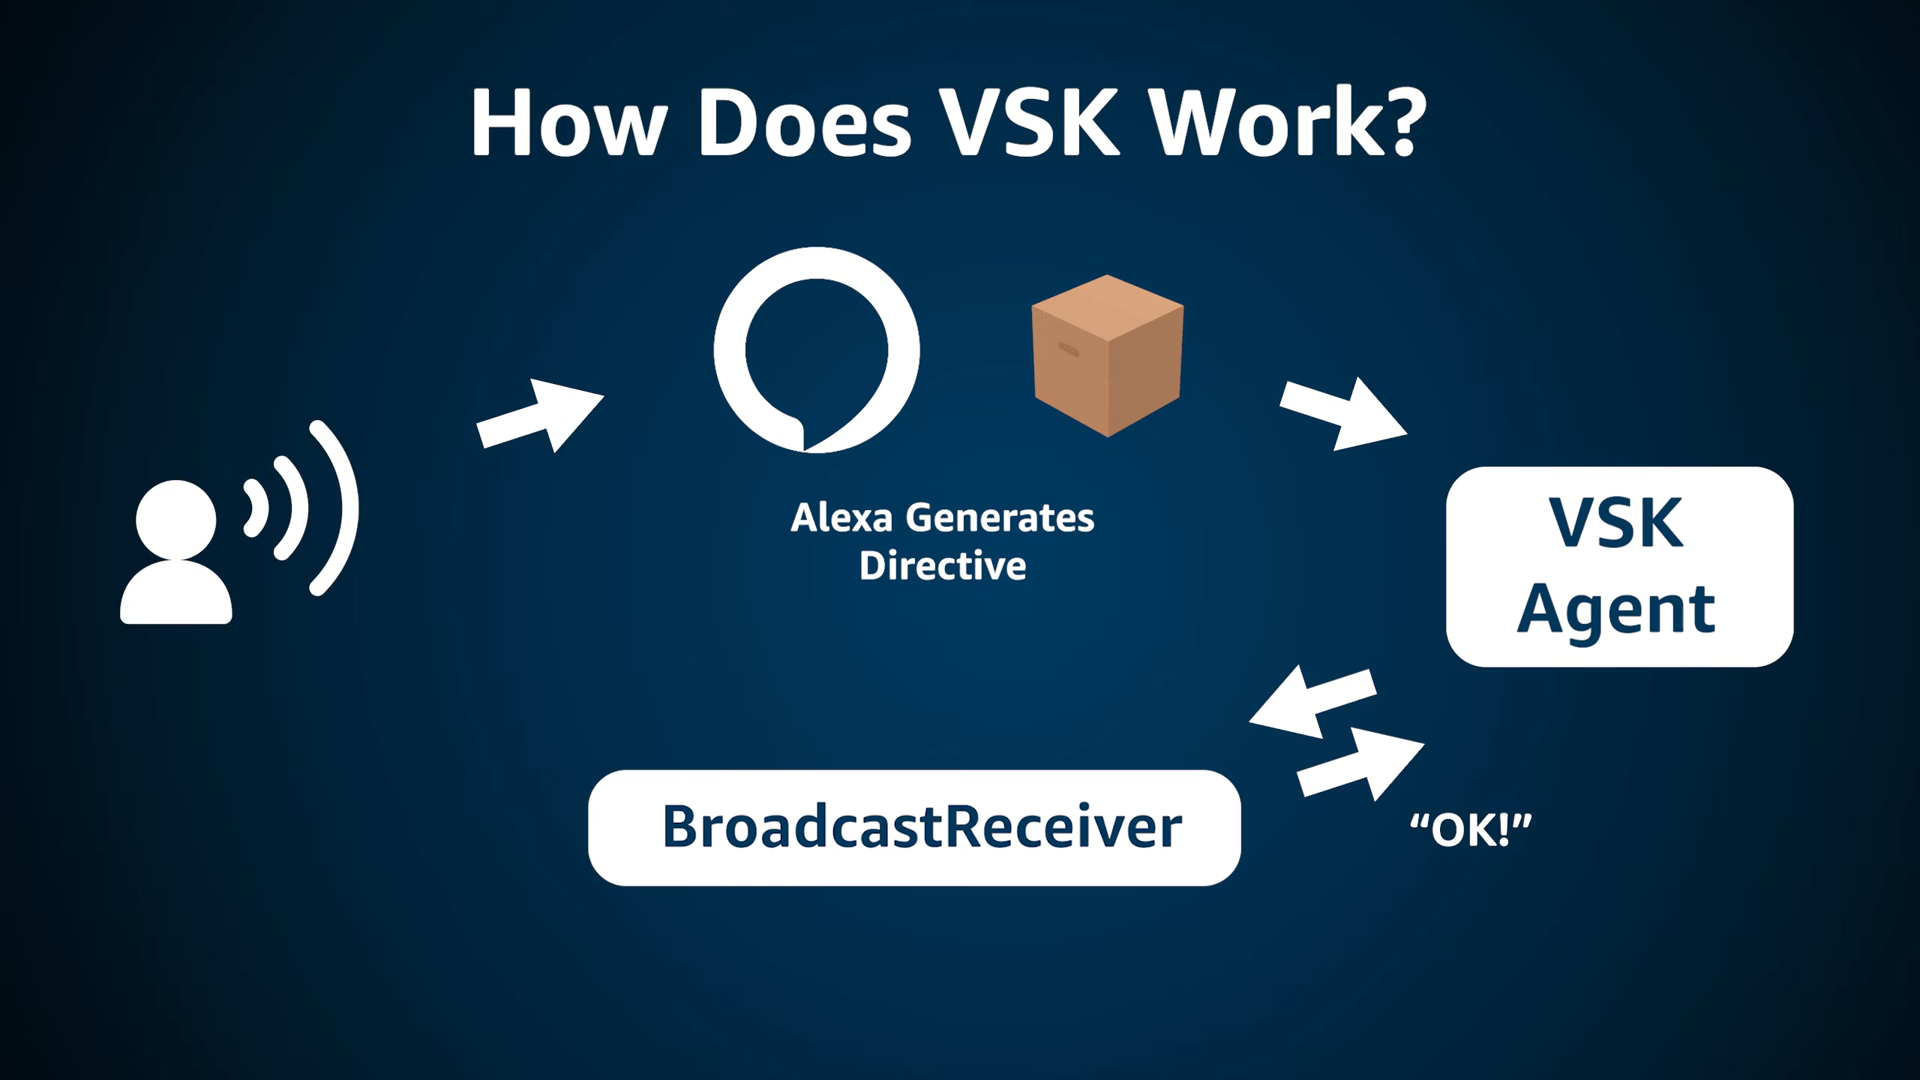 How Does VSK Work?
Alexa Generates
Directive
VSK
Agent
BroadcastReceiver
“OK!”